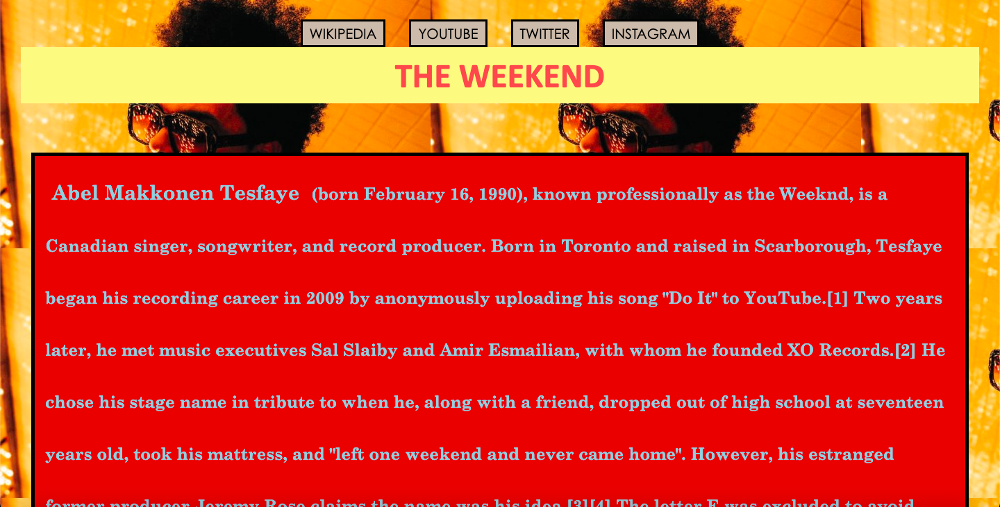 WIKIPEDIA YOUTUBE TWITTER INSTAGRAM
THE WEEKEND
Abel Makkonen Tesfaye (born February 16, 1990), known professionally as the Weeknd, is a
Canadian singer, songwriter, and record producer. Born in Toronto and raised in Scarborough, Tesfaye
began his recording career in 2009 by anonymously uploading his song "Do It" to YouTube.[1] Two years
later, he met music executives Sal Slaiby and Amir Esmailian, with whom he founded XO Records.[2] He
chose his stage name in tribute to when he, along with a friend, dropped out of high school at seventeen
years old, took his mattress, and "left one weekend and never came home". However, his estranged
former producer Jeremy Rose claims the name was his idea.[3][4] The letter E was excluded to avoid